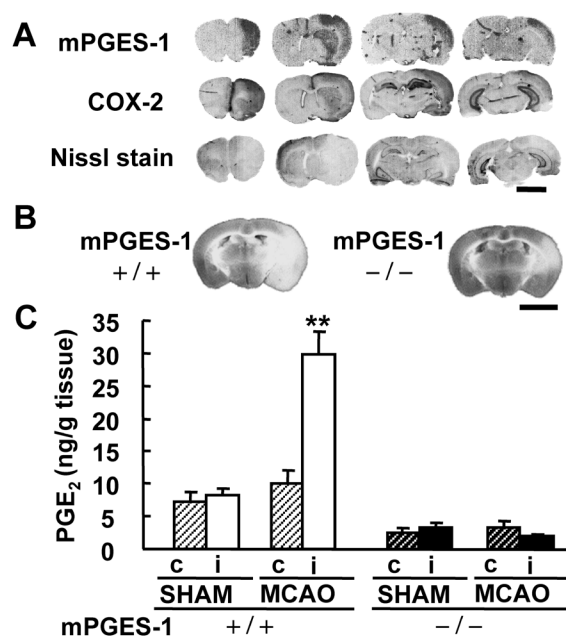 A
mPGES-1
COX-2
Nissl stain
B
mPGES-1
+/+
mPGES-1
−/−
C
PGE2 (ng/g tissue)
35
30
25
20
15
10
5
0
**
c i c i c i c i
SHAM MCAO SHAM MCAO
mPGES-1 +/+ −/−